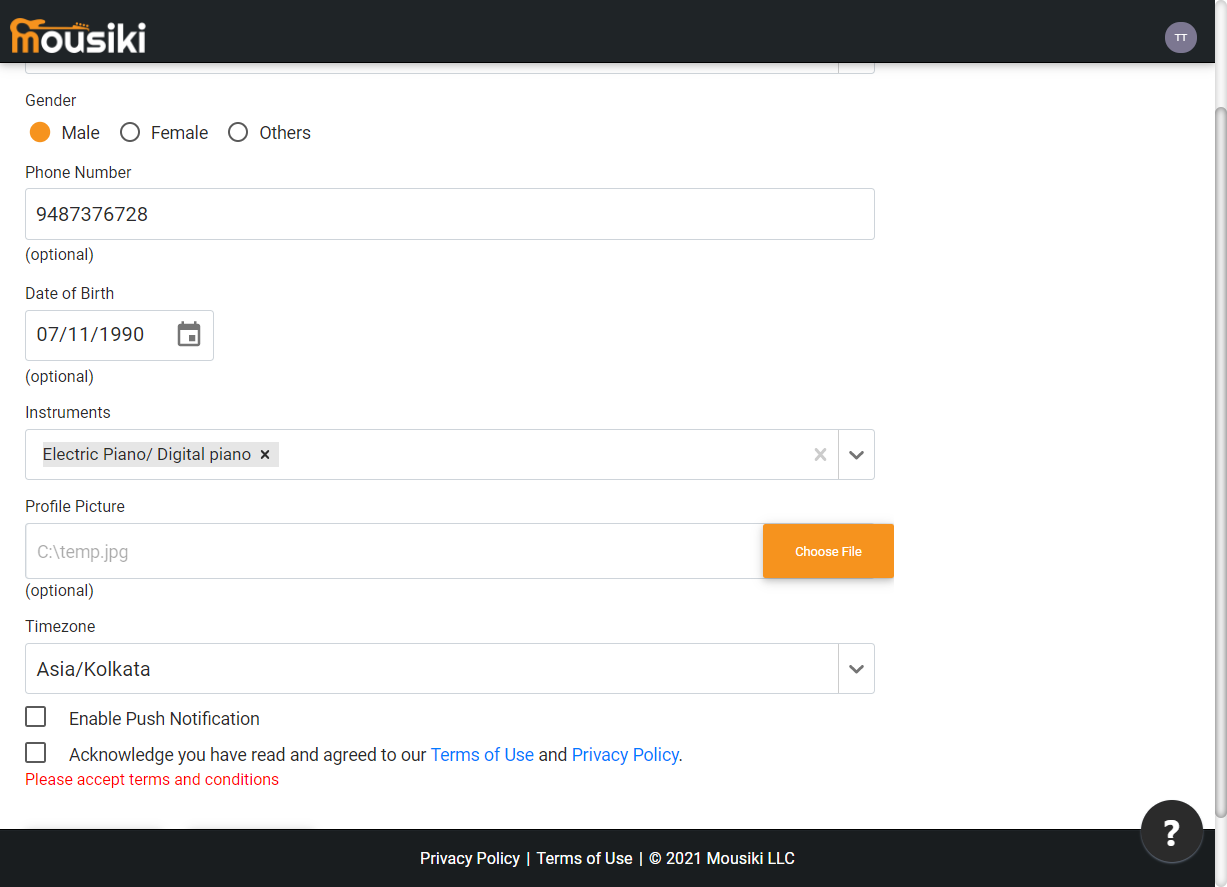 mousiki
TT
Gender
Male Female Others
Phone Number
9487376728
(optional)
Date of Birth
07/11/1990
(optional)
Instruments
Electric Piano/ Digital piano ×
Profile Picture
C:\temp.jpg Choose File
(optional)
Timezone
Asia/Kolkata
Enable Push Notification
Acknowledge you have read and agreed to our Terms of Use and Privacy Policy.
Please accept terms and conditions
?
Privacy Policy | Terms of Use | © 2021 Mousiki LLC